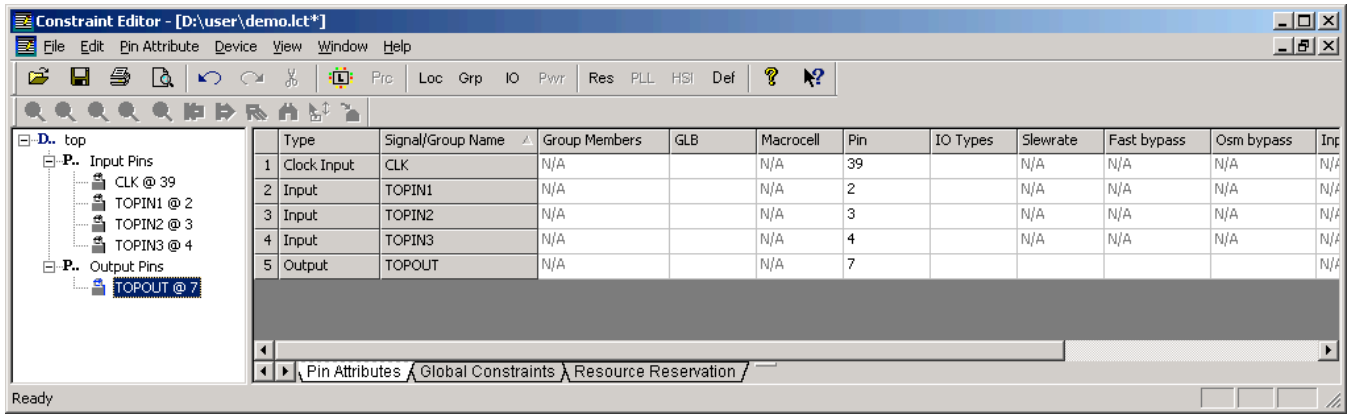 Constraint Editor - [D:\user\demo.lct*]
File Edit Pin Attribute Device View Window Help
Prc Loc Grp IO Pwr Res PLL HSI Def
D.. top
P.. Input Pins
CLK @ 39
TOPIN1 @ 2
TOPIN2 @ 3
TOPIN3 @ 4
P.. Output Pins
TOPOUT @ 7
Type Signal/Group Name Group Members GLB Macrocell Pin IO Types Slewrate Fast bypass Osm bypass Inp
1 Clock Input CLK N/A N/A 39 N/A N/A N/A N/A
2 Input TOPIN1 N/A N/A 2 N/A N/A N/A N/A
3 Input TOPIN2 N/A N/A 3 N/A N/A N/A N/A
4 Input TOPIN3 N/A N/A 4 N/A N/A N/A N/A
5 Output TOPOUT N/A N/A 7 N/A
Pin Attributes Global Constraints Resource Reservation
Ready